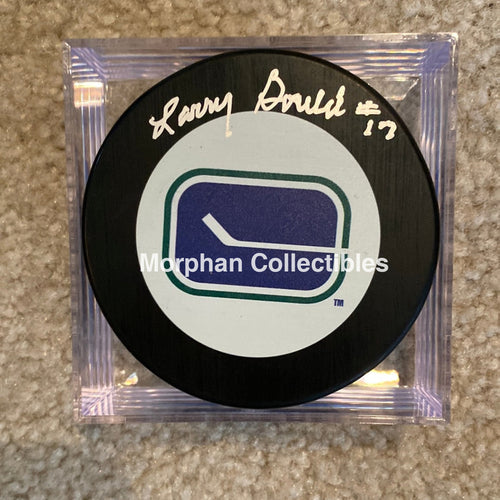 Larry Gould #17
Morphan Collectibles
TM